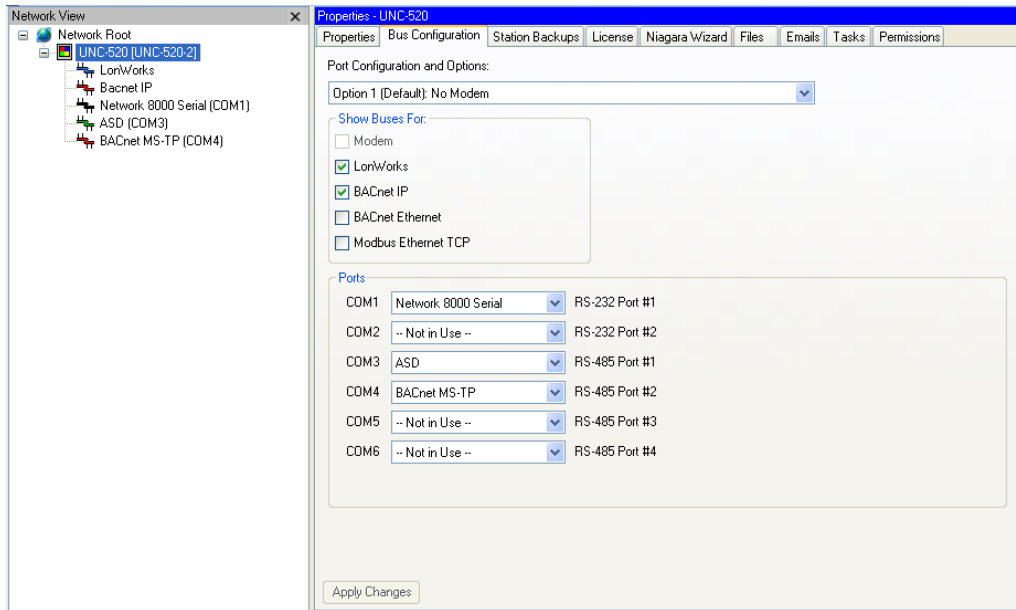 Network View
Network Root
UNC-520 [UNC-520-2]
LonWorks
Bacnet IP
Network 8000 Serial (COM1)
ASD (COM3)
BACnet MS-TP (COM4)
Properties - UNC-520
Properties Bus Configuration Station Backups License Niagara Wizard Files Emails Tasks Permissions
Port Configuration and Options:
Option 1 (Default): No Modem
Show Buses For:
Modem
LonWorks
BACnet IP
BACnet Ethernet
Modbus Ethernet TCP
Ports
COM1 Network 8000 Serial RS-232 Port #1
COM2 -- Not in Use -- RS-232 Port #2
COM3 ASD RS-485 Port #1
COM4 BACnet MS-TP RS-485 Port #2
COM5 -- Not in Use -- RS-485 Port #3
COM6 -- Not in Use -- RS-485 Port #4
Apply Changes